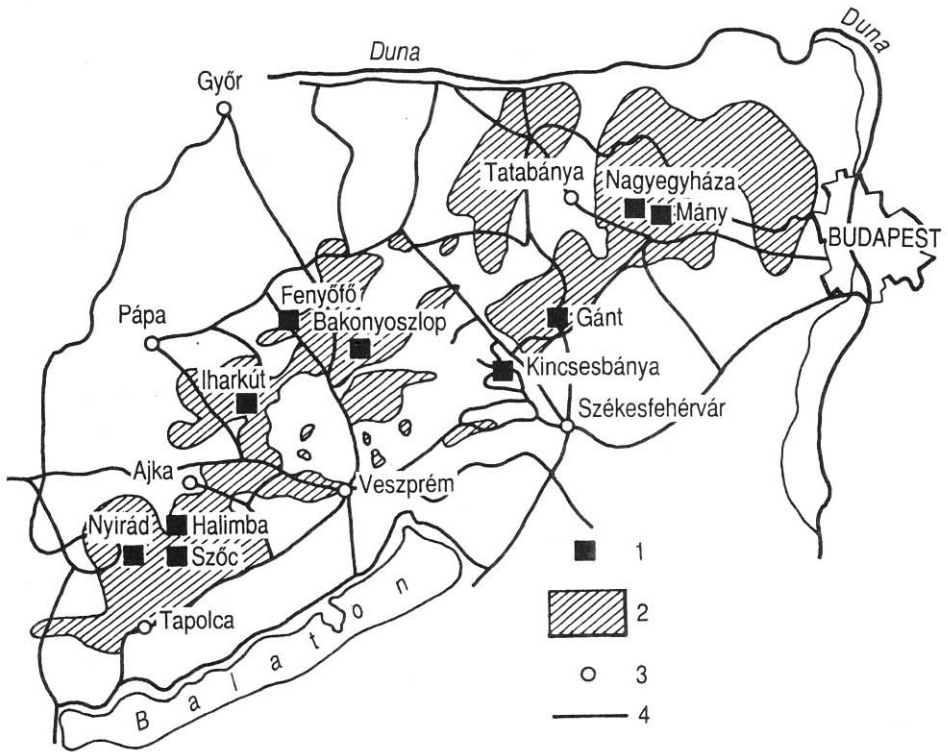 Duna
Duna
Győr
Tatabánya
Nagyegyháza
Mány
BUDAPEST
Fenyőfő
Bakonyoszlop
Gánt
Pápa
Kincsesbánya
Iharkút
Székesfehérvár
Ajka
Veszprém
Nyirád
Halimba
Szőc
Tapolca
Balaton
1
2
3
4